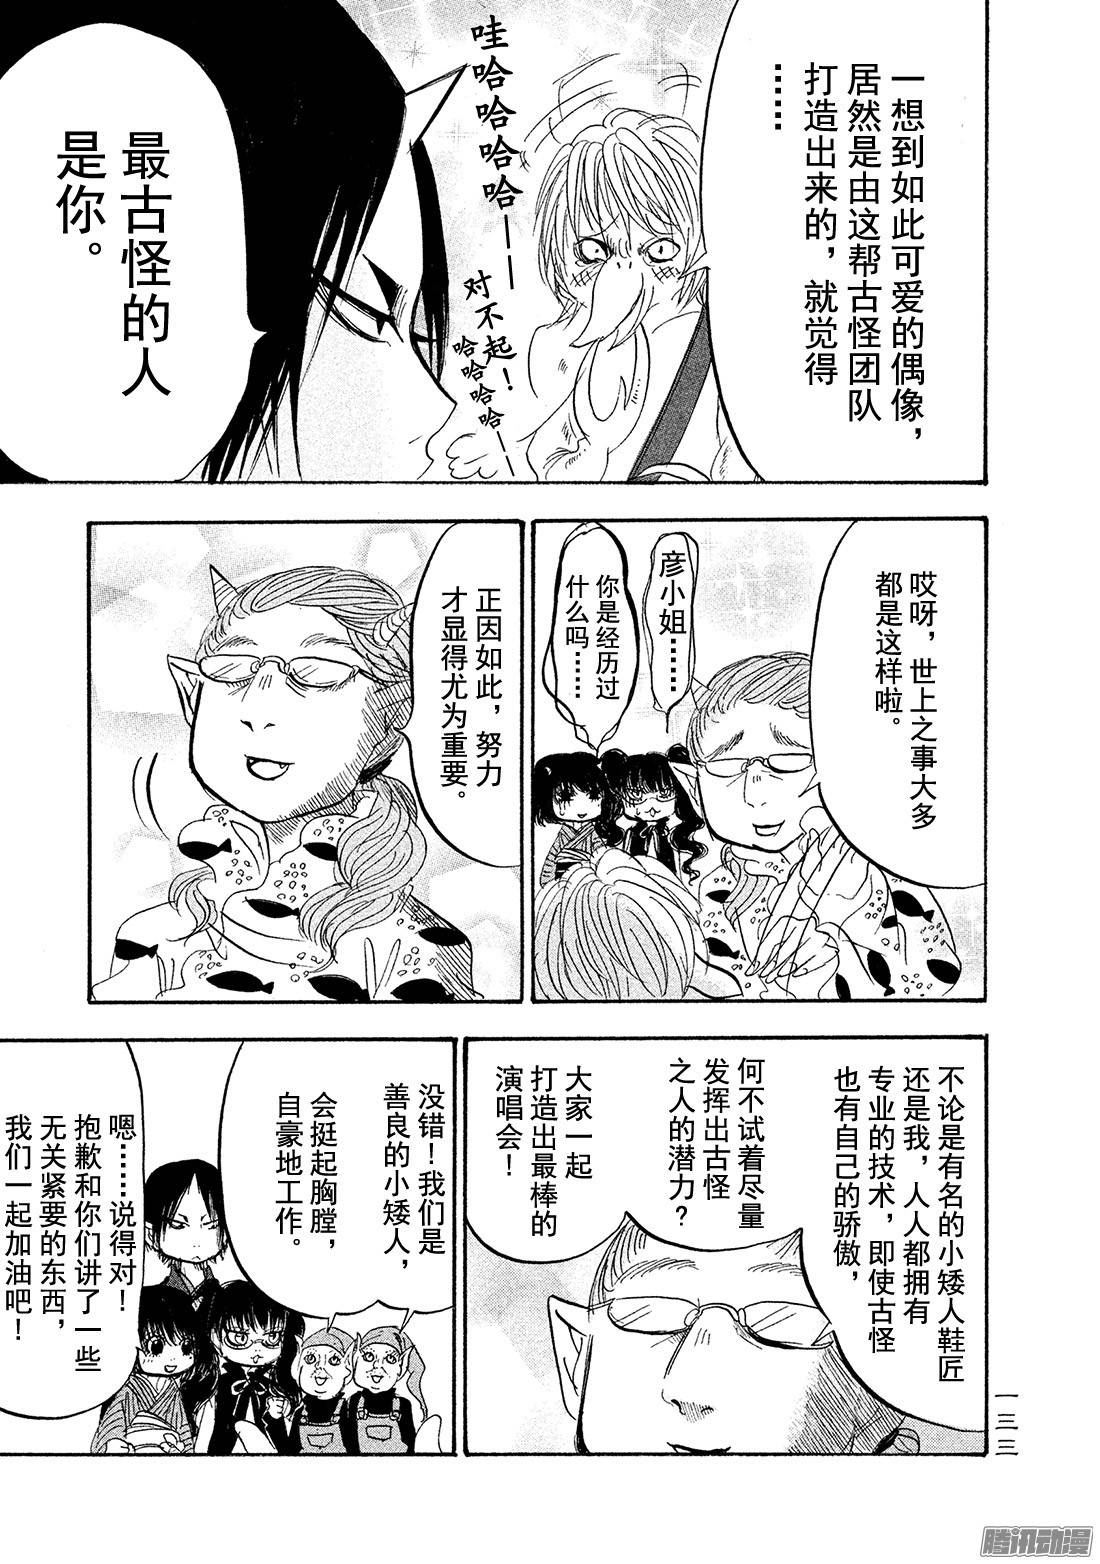 一想到如此可爱的偶像，
居然是由这帮古怪团队
打造出来的，就觉得
……
哇哈哈哈哈——
对不起！
哈哈哈哈——
最古怪的人
是你。
哎呀，世上之事大多
都是这样啦。
彦小姐……
你是经历过
什么吗……
正因如此，努力
才显得尤为重要。
不论是有名的小矮人鞋匠
还是我，人人都拥有
专业的技术，即使古怪
也有自己的骄傲，
何不试着尽量
发挥出古怪
之人的潜力？
大家一起
打造出最棒的
演唱会！
没错！我们是
善良的小矮人，
会挺起胸膛，
自豪地工作。
嗯……说得对！
抱歉和你们讲了一些
无关紧要的东西，
我们一起加油吧！
一三三
腾讯动漫